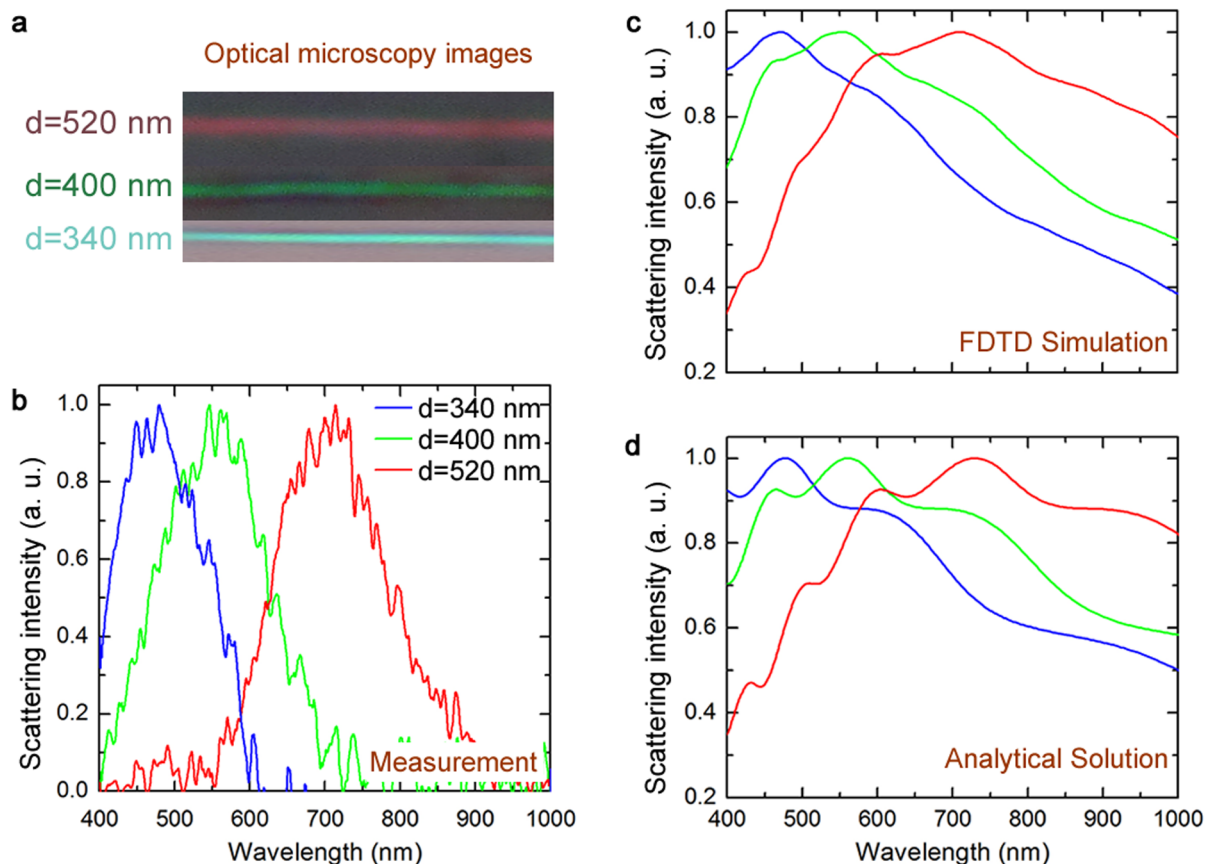 a
Optical microscopy images
d=520 nm
d=400 nm
d=340 nm
b
1.0
0.8
0.6
0.4
0.2
0.0
Scattering intensity (a. u.)
d=340 nm
d=400 nm
d=520 nm
Measurement
400 500 600 700 800 900 1000
Wavelength (nm)
c
1.0
0.8
0.6
0.4
0.2
Scattering intensity (a. u.)
FDTD Simulation
d
1.0
0.8
0.6
0.4
0.2
Scattering intensity (a. u.)
Analytical Solution
400 500 600 700 800 900 1000
Wavelength (nm)